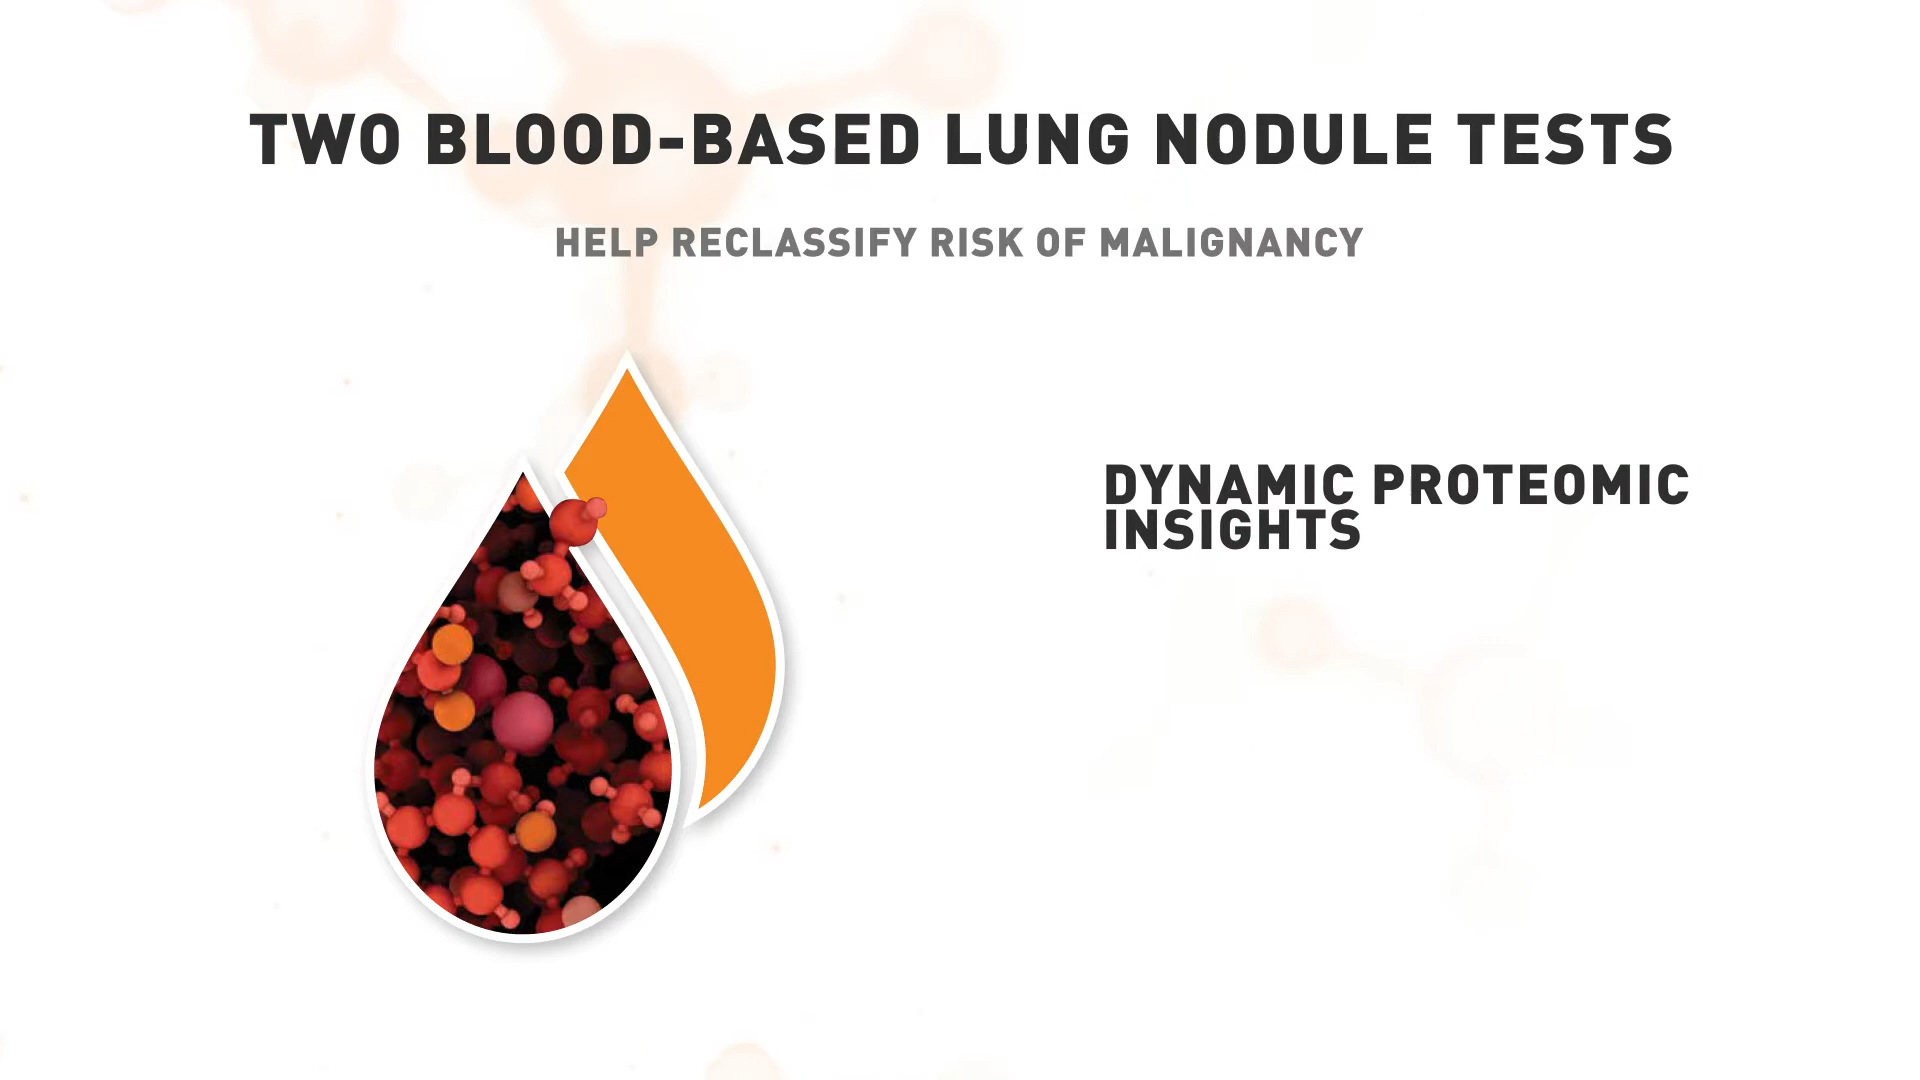 TWO BLOOD-BASED LUNG NODULE TESTS
HELP RECLASSIFY RISK OF MALIGNANCY
DYNAMIC PROTEOMIC
INSIGHTS